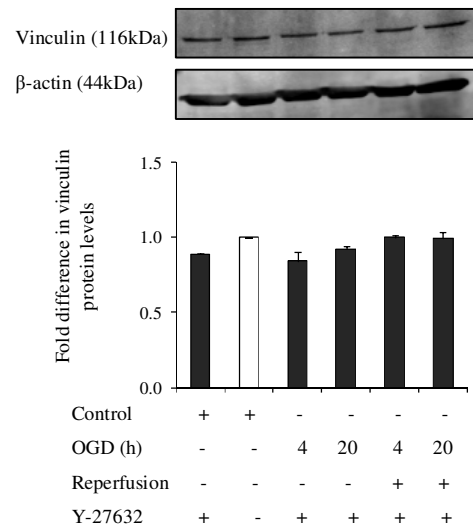 Vinculin (116kDa)
β-actin (44kDa)
Fold difference in vinculin
protein levels
1.5
1.0
0.5
0.0
Control + + - - - -
OGD (h) - - 4 20 4 20
Reperfusion - - - - + +
Y-27632 + - + + + +